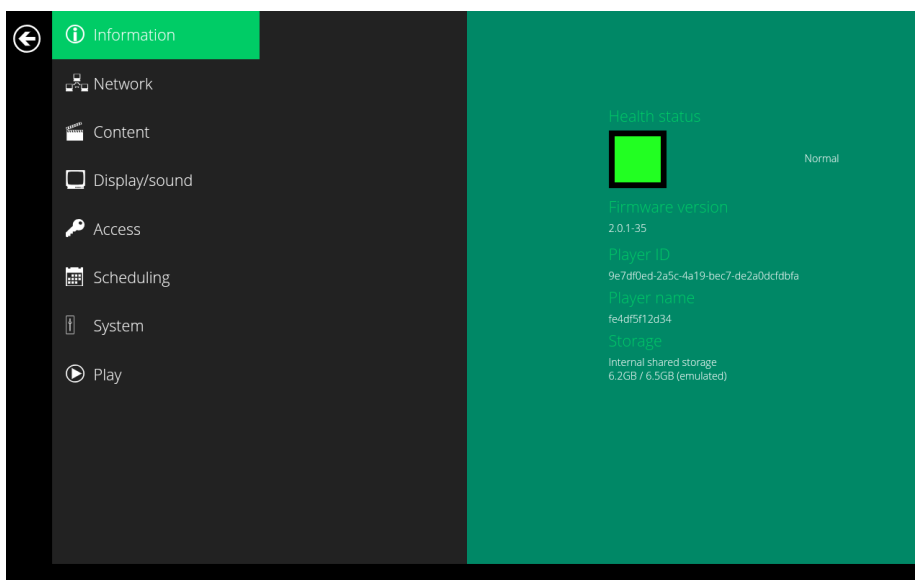 Information
Network
Content
Display/sound
Access
Scheduling
System
Play
Health status
Normal
Firmware version
2.0.1-35
Player ID
9e7df0ed-2a5c-4a19-bec7-de2a0dcfdbfa
Player name
fe4df5f12d34
Storage
Internal shared storage
6.2GB / 6.5GB (emulated)